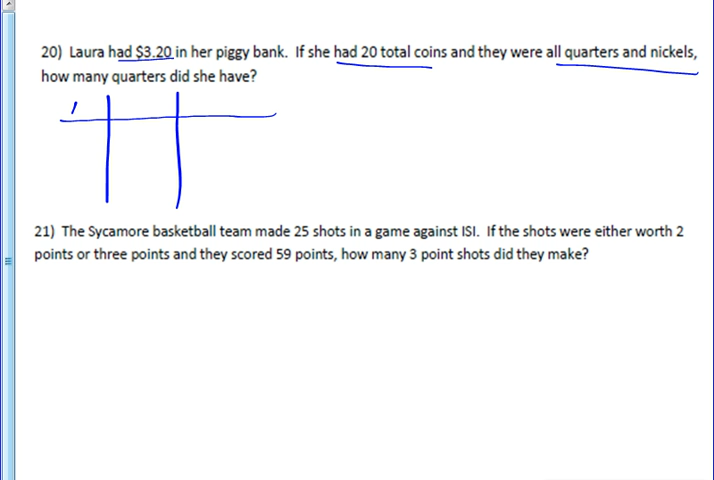 20) Laura had $3.20 in her piggy bank. If she had 20 total coins and they were all quarters and nickels,
how many quarters did she have?
21) The Sycamore basketball team made 25 shots in a game against ISI. If the shots were either worth 2
points or three points and they scored 59 points, how many 3 point shots did they make?